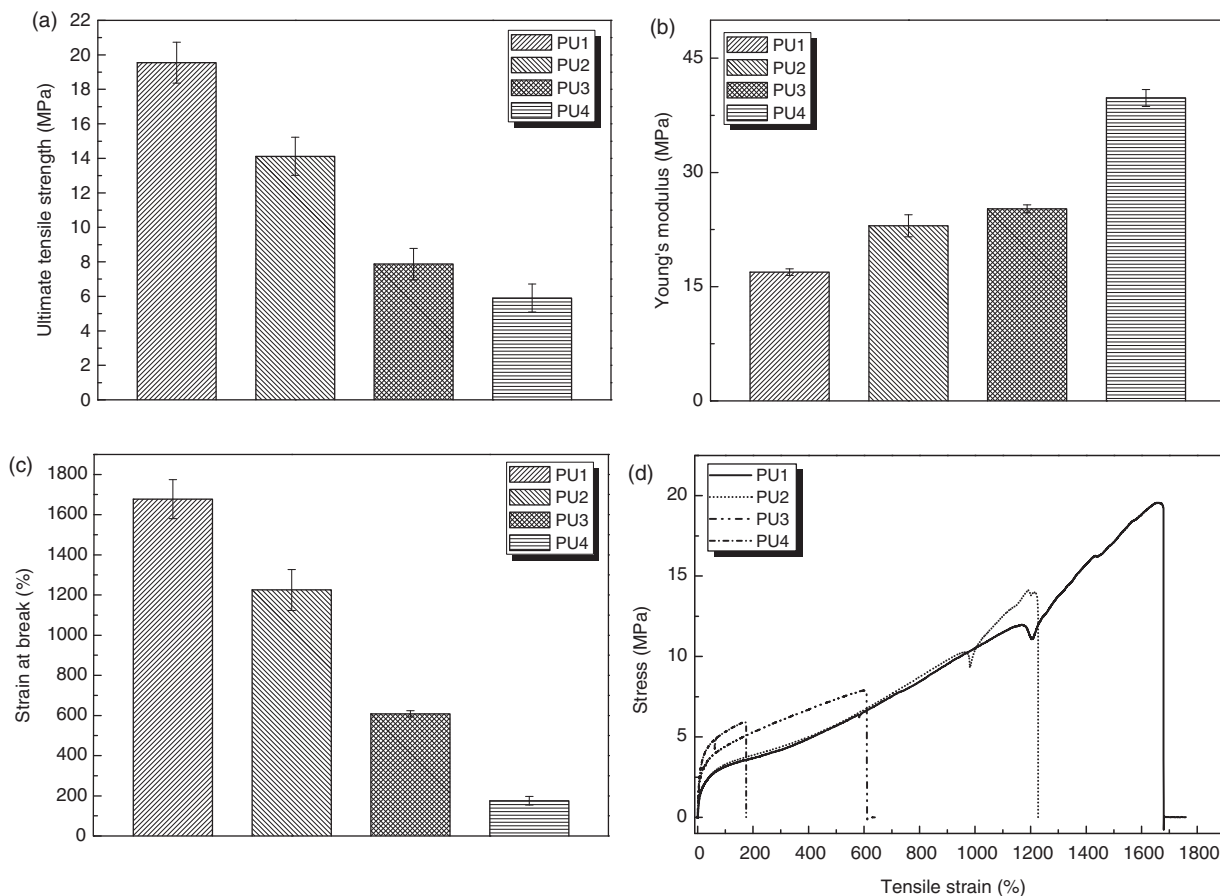 (a)
22
20
18
16
14
12
10
8
6
4
2
0
Ultimate tensile strength (MPa)
PU1
PU2
PU3
PU4
(b)
45
30
15
0
Young's modulus (MPa)
PU1
PU2
PU3
PU4
(c)
1800
1600
1400
1200
1000
800
600
400
200
0
Strain at break (%)
PU1
PU2
PU3
PU4
(d)
20
15
10
5
0
Stress (MPa)
PU1
PU2
PU3
PU4
0 200 400 600 800 1000 1200 1400 1600 1800
Tensile strain (%)